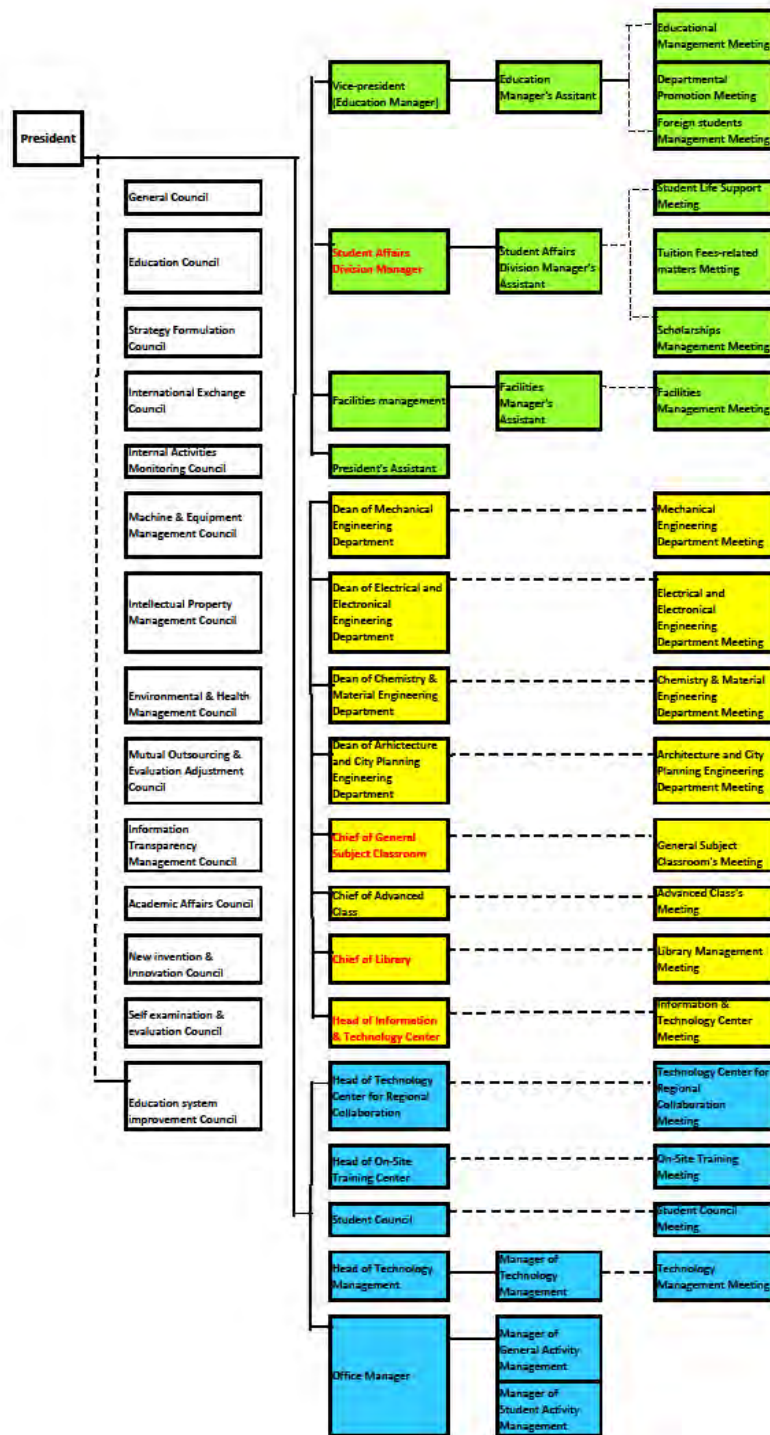 President
General Council
Education Council
Strategy Formulation
Council
International Exchange
Council
Internal Activities
Monitoring Council
Machine & Equipment
Management Council
Intellectual Property
Management Council
Environmental & Health
Management Council
Mutual Outsourcing &
Evaluation Adjustment
Council
Information
Transparency
Management Council
Academic Affairs Council
New invention &
Innovation Council
Self examination &
evaluation Council
Education system
improvement Council
Vice-president
(Education Manager)
Education
Manager's Assitant
Educational
Management Meeting
Departmental
Promotion Meeting
Foreign students
Management Meeting
Student Affairs
Division Manager
Student Affairs
Division Manager's
Assistant
Student Life Support
Meeting
Tuition Fees-related
matters Metting
Scholarships
Management Meeting
Facilities management
Facilities
Manager's
Assistant
Facilities
Management Meeting
President's Assistant
Dean of Mechanical
Engineering
Department
Mechanical
Engineering
Department Meeting
Dean of Electrical and
Electronical
Engineering
Department
Electrical and
Electronical
Engineering
Department Meeting
Dean of Chemistry &
Material Engineering
Department
Chemistry & Material
Engineering
Department Meeting
Dean of Arhictecture
and City Planning
Engineering
Department
Architecture and City
Planning Engineering
Department Meeting
Chief of General
Subject Classroom
General Subject
Classroom's Meeting
Chief of Advanced
Class
Advanced Class's
Meeting
Chief of Library
Library Management
Meeting
Head of Information
& Technology Center
Information &
Technology Center
Meeting
Head of Technology
Center for Regional
Collaboration
Technology Center for
Regional
Collaboration
Meeting
Head of On-Site
Training Center
On-Site Training
Meeting
Student Council
Student Council
Meeting
Head of Technology
Management
Manager of
Technology
Management
Technology
Management Meeting
Office Manager
Manager of
General Activity
Management
Manager of
Student Activity
Management